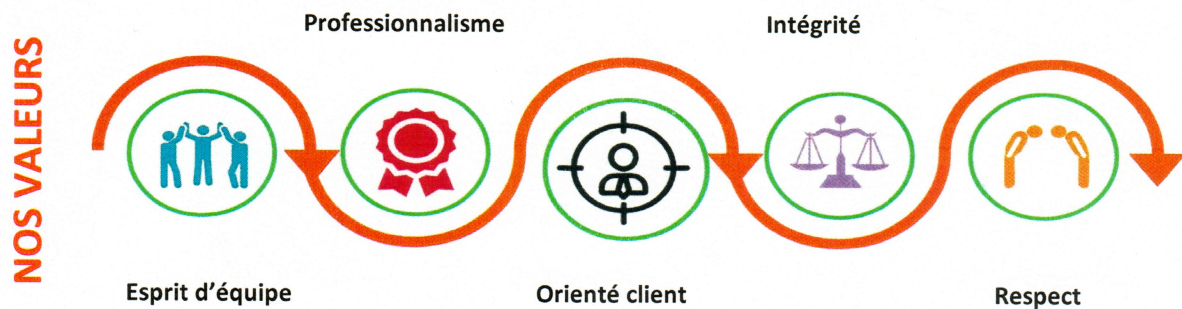 NOS VALEURS
Professionnalisme
Intégrité
Esprit d'équipe
Orienté client
Respect